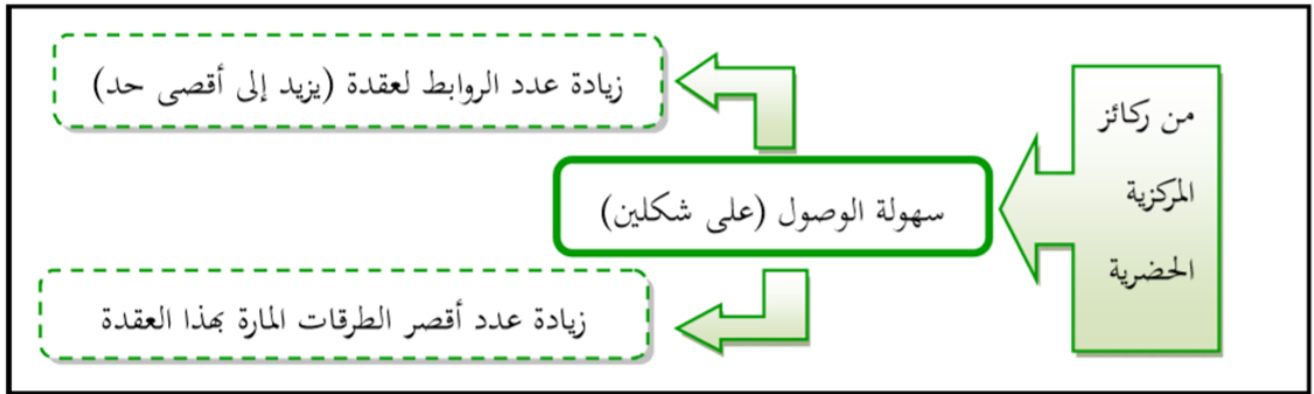 من ركائز
المركزية
الحضرية
سهولة الوصول (على شكلين)
زيادة عدد الروابط لعقدة (يزيد إلى أقصى حد)
زيادة عدد أقصر الطرقات المارة بهذا العقدة